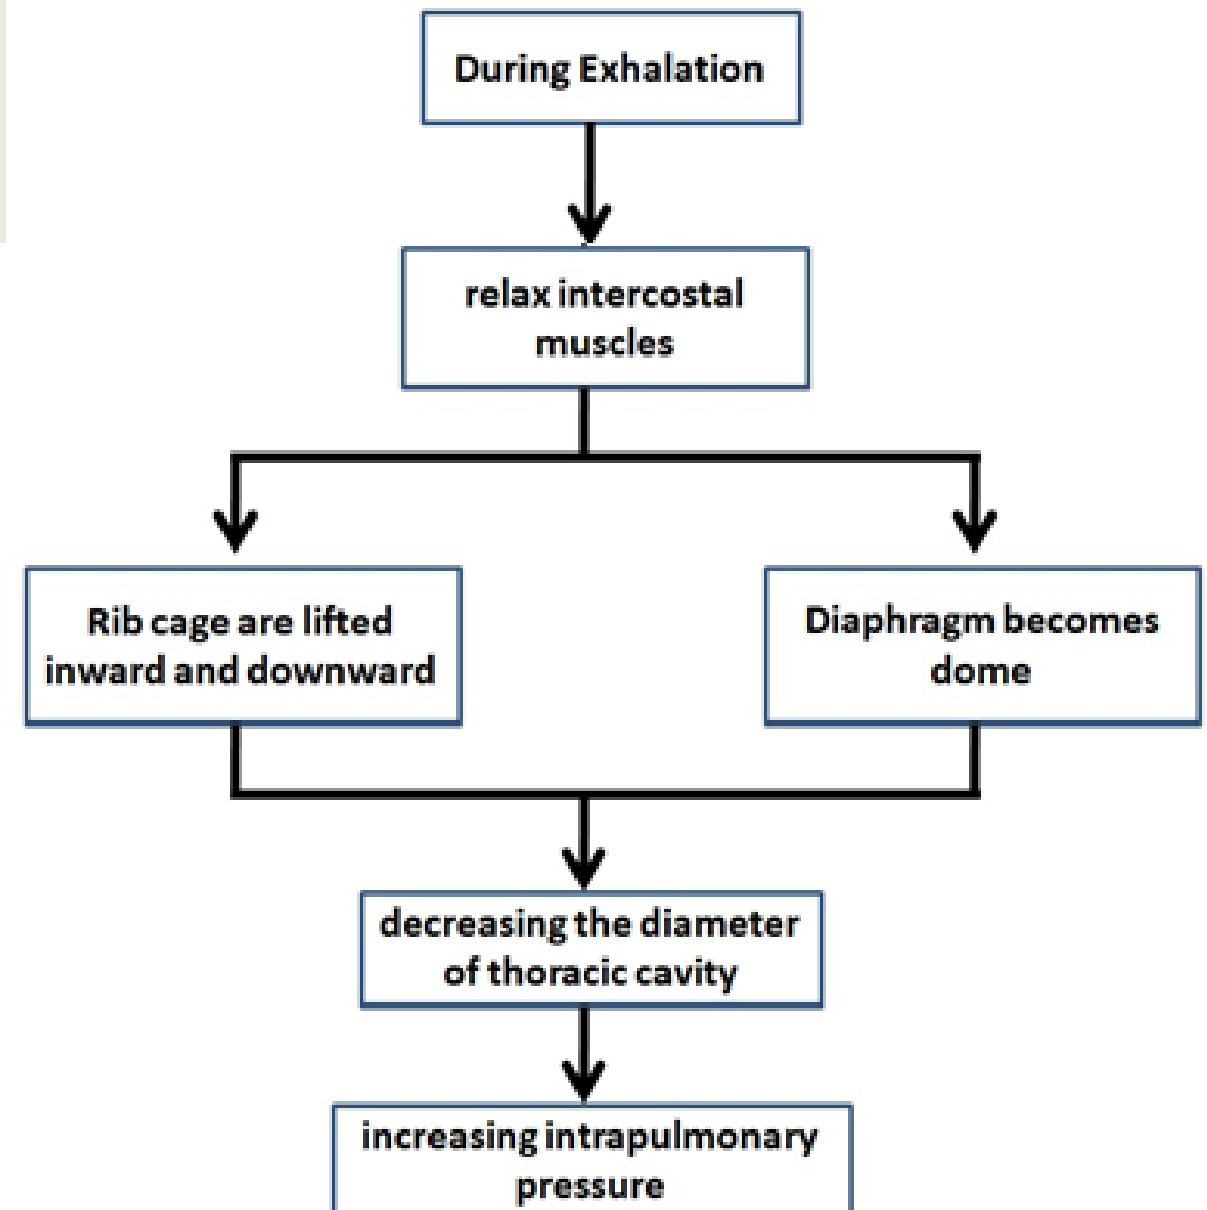 During Exhalation
relax intercostal
muscles
Rib cage are lifted
inward and downward
Diaphragm becomes
dome
decreasing the diameter
of thoracic cavity
increasing intrapulmonary
pressure